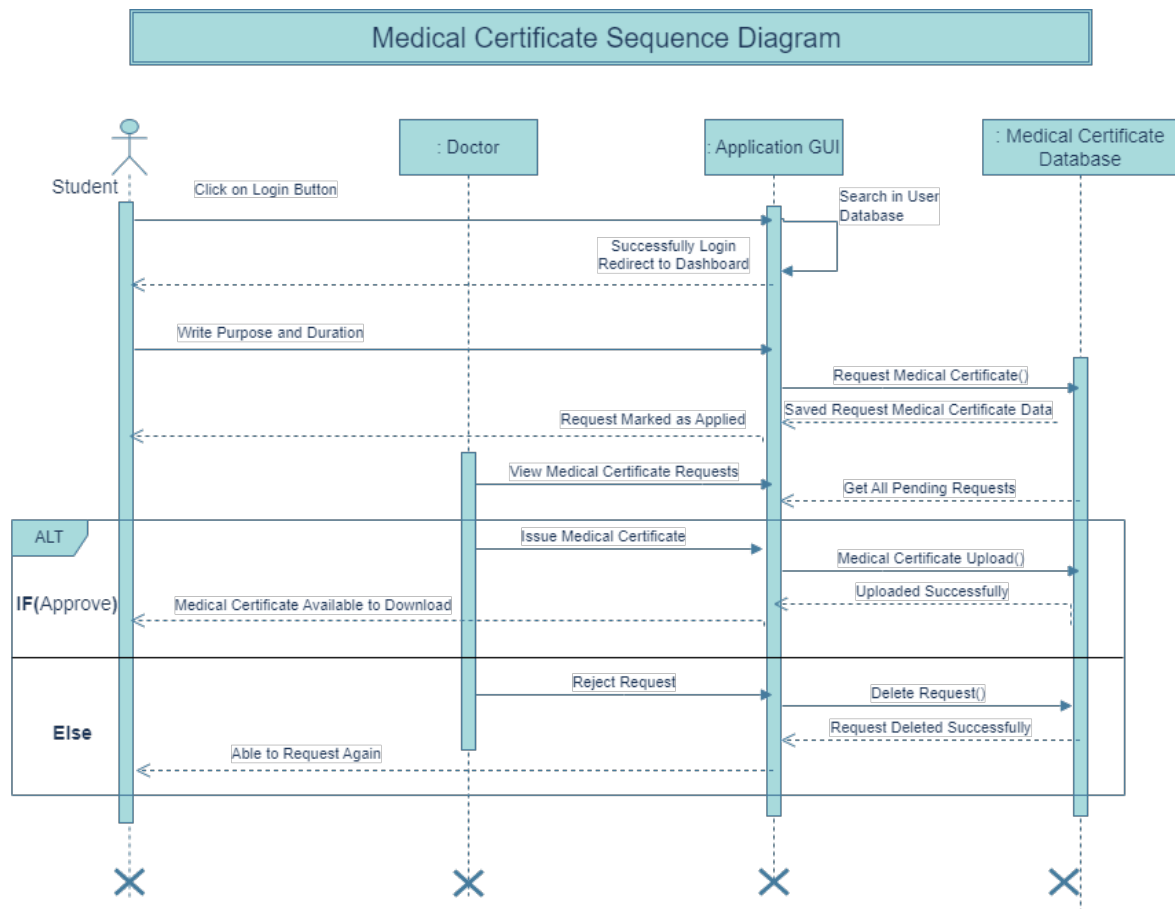 Medical Certificate Sequence Diagram
Student
: Doctor
: Application GUI
: Medical Certificate
Database
Click on Login Button
Search in User
Database
Successfully Login
Redirect to Dashboard
Write Purpose and Duration
Request Medical Certificate()
Saved Request Medical Certificate Data
Request Marked as Applied
View Medical Certificate Requests
Get All Pending Requests
ALT
Issue Medical Certificate
Medical Certificate Upload()
IF(Approve)
Uploaded Successfully
Medical Certificate Available to Download
Reject Request
Delete Request()
Else
Request Deleted Successfully
Able to Request Again